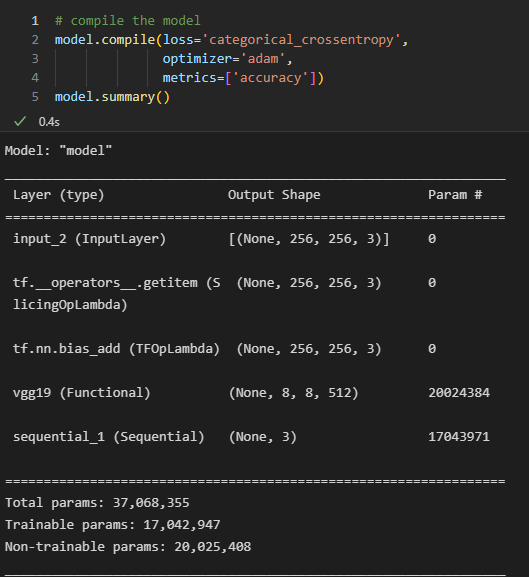 1 # compile the model
2 model.compile(loss='categorical_crossentropy',
3 optimizer='adam',
4 metrics=['accuracy'])
5 model.summary()
0.4s
Model: "model"
Layer (type) Output Shape Param #
input_2 (InputLayer) [(None, 256, 256, 3)] 0
tf.__operators__.getitem (S (None, 256, 256, 3) 0
licingOpLambda)
tf.nn.bias_add (TFOpLambda) (None, 256, 256, 3) 0
vgg19 (Functional) (None, 8, 8, 512) 20024384
sequential_1 (Sequential) (None, 3) 17043971
Total params: 37,068,355
Trainable params: 17,042,947
Non-trainable params: 20,025,408